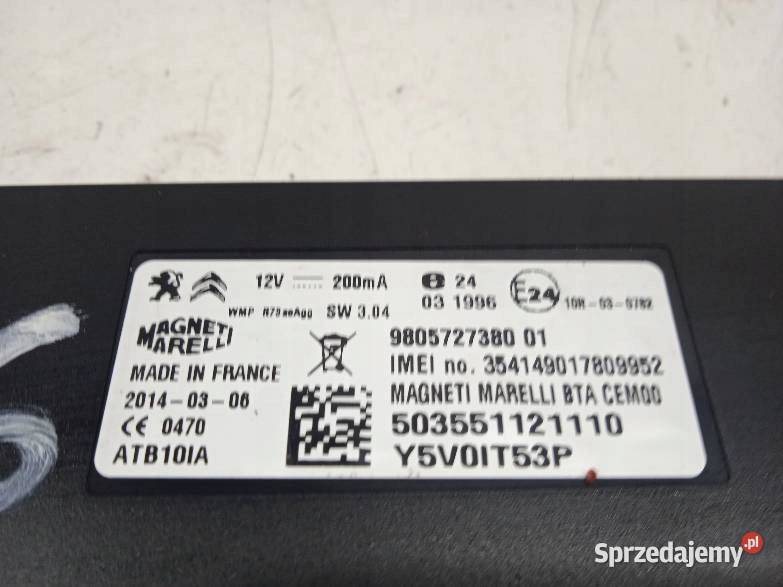 12V 200mA
WMP SW 3.04
MAGNETI
MARELLI
MADE IN FRANCE
2014-03-06
CE 0470
ATB10IA
e 24
03 1996
E24
10R-03-
9805727380 01
IMEI no. 354149017809952
MAGNETI MARELLI BTA CEM00
503551121110
Y5V0IT53P
Sprzedajemy.pl